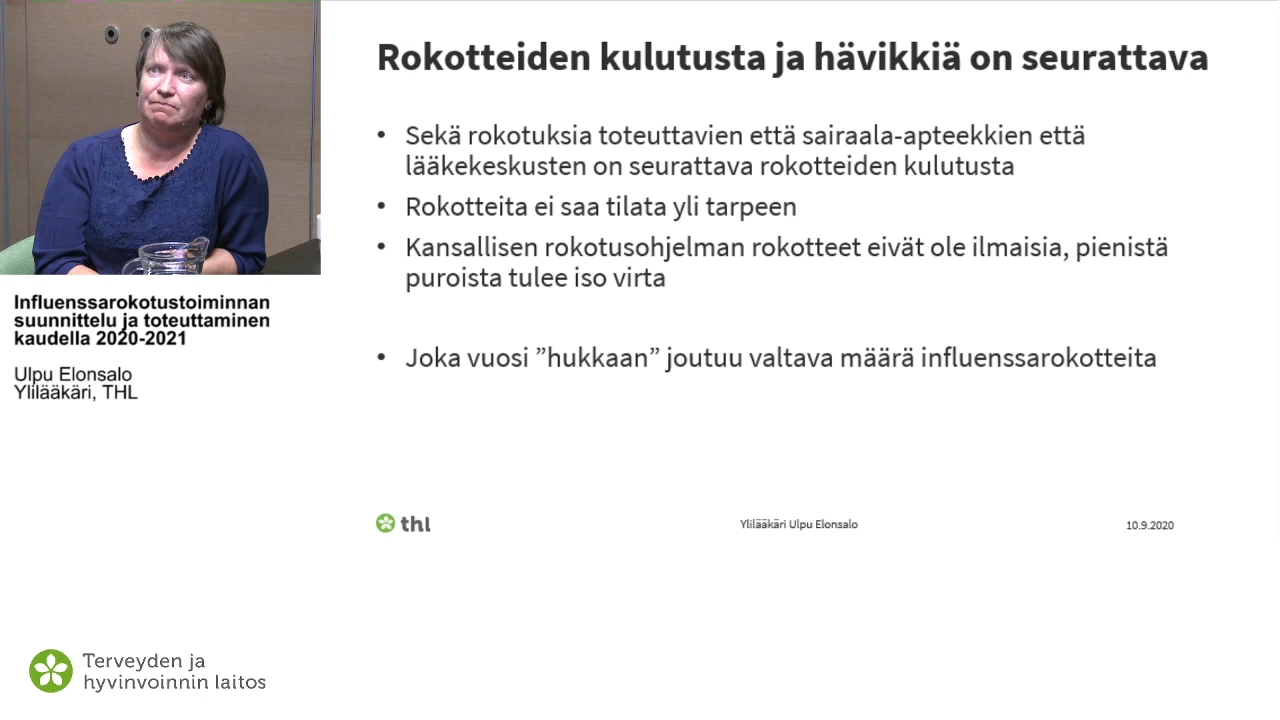 Rokotteiden kulutusta ja hävikkiä on seurattava
• Sekä rokotuksia toteuttavien että sairaala-apteekkien että
lääkekeskusten on seurattava rokotteiden kulutusta
• Rokotteita ei saa tilata yli tarpeen
• Kansallisen rokotusohjelman rokotteet eivät ole ilmaisia, pienistä
puroista tulee iso virta
• Joka vuosi ”hukkaan” joutuu valtava määrä influenssarokotteita
thl
Ylilääkäri Ulpu Elonsalo
10.9.2020
Influenssarokotustoiminnan
suunnittelu ja toteuttaminen
kaudella 2020-2021
Ulpu Elonsalo
Ylilääkäri, THL
Terveyden ja
hyvinvoinnin laitos